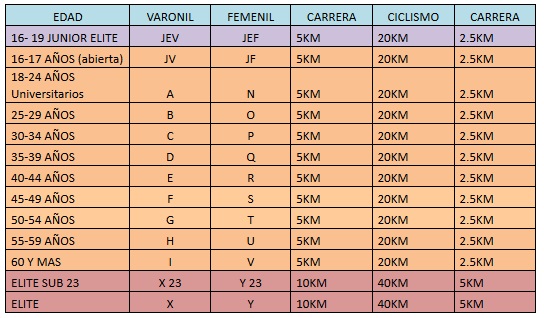 EDAD VARONIL FEMENIL CARRERA CICLISMO CARRERA
16- 19 JUNIOR ELITE JEV JEF 5KM 20KM 2.5KM
16-17 AÑOS (abierta) JV JF 5KM 20KM 2.5KM
18-24 AÑOS
Universitarios A N 5KM 20KM 2.5KM
25-29 AÑOS B O 5KM 20KM 2.5KM
30-34 AÑOS C P 5KM 20KM 2.5KM
35-39 AÑOS D Q 5KM 20KM 2.5KM
40-44 AÑOS E R 5KM 20KM 2.5KM
45-49 AÑOS F S 5KM 20KM 2.5KM
50-54 AÑOS G T 5KM 20KM 2.5KM
55-59 AÑOS H U 5KM 20KM 2.5KM
60 Y MAS I V 5KM 20KM 2.5KM
ELITE SUB 23 X 23 Y 23 10KM 40KM 5KM
ELITE X Y 10KM 40KM 5KM